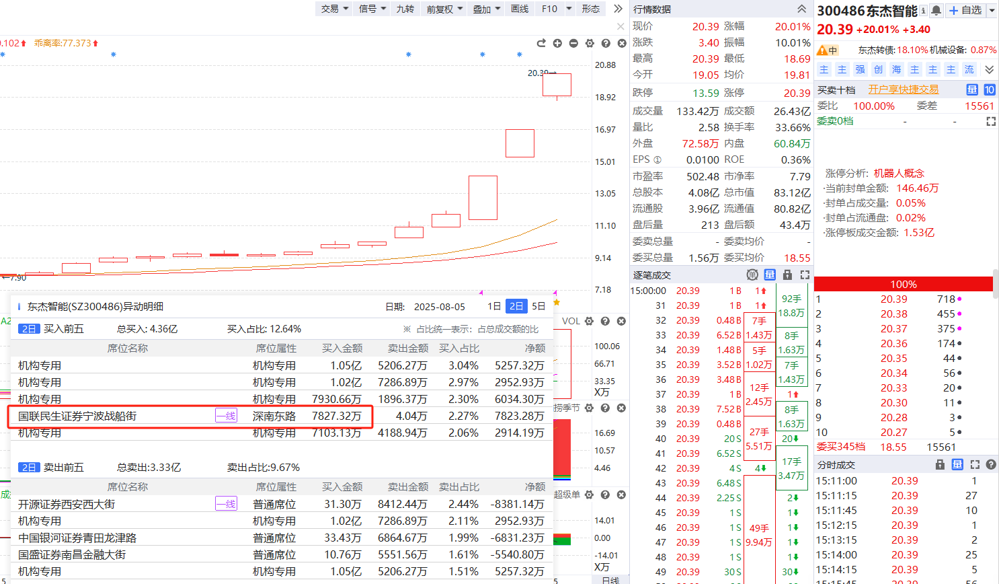 交易 信号 九转 前复权 叠加 画线 F10 形态
.102 乖离率:77.373
20.39→
←7.90
20.88
18.92
16.97
15.01
13.05
11.10
9.14
7.18
VOL
100.06
66.71
33.35
X万
捞季节
16.69
10.57
4.46
超级单
14.01
0.00
-14.01
X万
日线
东杰智能(SZ300486)异动明细 日期: 2025-08-05 1日 2日 5日
2日 买入前五 总买入: 4.36亿 买入占比: 12.64% ※ 占比统一表示: 占总成交额的比
席位名称 席位属性 买入金额 卖出金额 买入占比 净额
机构专用 机构专用 1.05亿 5206.27万 3.04% 5257.32万
机构专用 机构专用 1.02亿 7286.89万 2.97% 2952.93万
机构专用 机构专用 7930.66万 1896.37万 2.30% 6034.30万
国联民生证券宁波战船街 一线 深南东路 7827.32万 4.04万 2.27% 7823.28万
机构专用 机构专用 7103.13万 4188.94万 2.06% 2914.19万
2日 卖出前五 总卖出:3.33亿 卖出占比:9.67%
席位名称 席位属性 买入金额 卖出金额 卖出占比 净额
开源证券西安西大街 一线 普通席位 31.30万 8412.44万 2.44% -8381.14万
机构专用 机构专用 1.02亿 7286.89万 2.11% 2952.93万
中国银河证券青田龙津路 普通席位 33.43万 6864.67万 1.99% -6831.23万
国盛证券南昌金融大街 普通席位 10.76万 5551.56万 1.61% -5540.80万
机构专用 机构专用 1.05亿 5206.27万 1.51% 5257.32万
行情数据
现价 20.39 涨幅 20.01%
涨跌 3.40 振幅 10.01%
最高 20.39 最低 18.69
今开 19.05 均价 19.81
跌停 13.59 涨停 20.39
成交量 133.42万 成交额 26.43亿
量比 2.58 换手率 33.66%
外盘 72.58万 内盘 60.84万
EPS ① 0.0100 ROE 0.36%
市盈率 502.48 市净率 7.79
总股本 4.08亿 总市值 83.12亿
流通股 3.96亿 流通值 80.82亿
盘后量 213 盘后额 43.4万
委卖总量 - 委卖均价 -
委买总量 1.56万 委买均价 18.55
逐笔成交 量
15:00:00 20.39 1 B 1
31 20.39 1 B 1
32 20.39 0.48 B
33 20.39 6.52 B
34 20.39 1.48 B
35 20.39 3.52 B
36 20.39 3.48 B
37 20.39 1 B 1
38 20.39 7.52 B
39 20.39 0.48 B
40 20.39 20 S 20
41 20.39 6.52 S
42 20.39 4 S 4
43 20.39 6.48 S
44 20.39 2.25 S 2
45 20.39 1 S 1
46 20.39 1 S 1
47 20.39 1 S 1
48 20.39 1 S 1
49 20.39 30 S 30
7手
1.43万
5手
1.02万
12手
2.45万
27手
5.51万
49手
9.94万
92手
18.8万
8手
1.63万
7手
1.43万
8手
1.63万
17手
3.47万
300486东杰智能 自选
20.39 +20.01% +3.40
中 东杰转债:18.10% 机械设备: 0.87%
主 主 强 创 海 主 主 主 流
买卖十档 开户享快捷交易 量 10
委比 100.00% 委差 15561
委卖0档 - -
涨停分析: 机器人概念
·当前封单金额: 146.46万
·封单占成交量: 0.05%
·封单占流通盘: 0.02%
·涨停板成交金额: 1.53亿
100%
1 20.39 718
2 20.38 455
3 20.37 375
4 20.36 174
5 20.35 44
6 20.34 56
7 20.33 20
8 20.30 11
9 20.28 3
10 20.27 5
委买345档 18.55 15561
分时成交 量
15:11:00 20.39 1
15:11:15 20.39 27
15:11:45 20.39 10
15:12:15 20.39 1
15:13:15 20.39 2
15:14:00 20.39 25
15:14:15 20.39 5